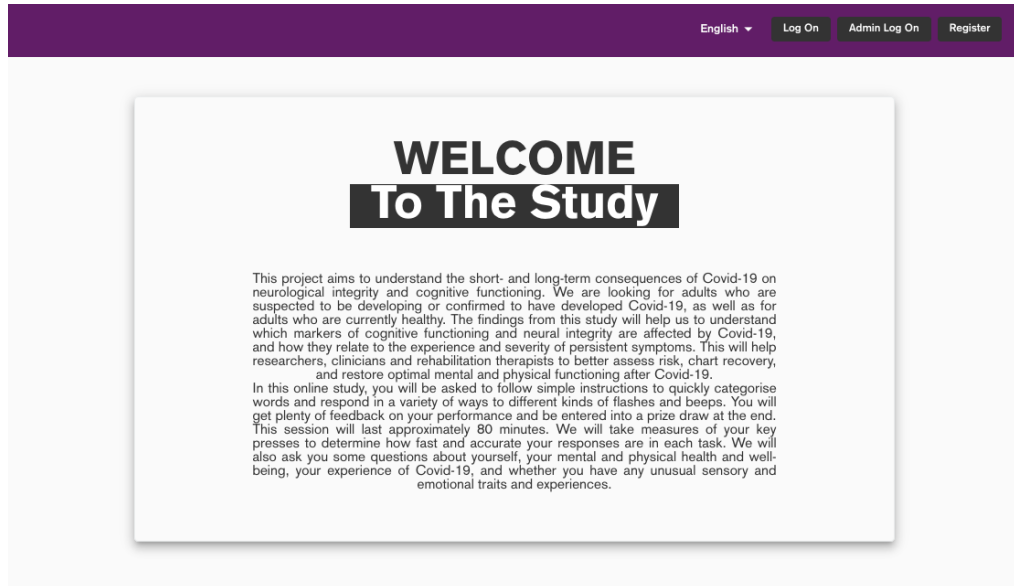 English
Log On
Admin Log On
Register
WELCOME
To The Study
This project aims to understand the short- and long-term consequences of Covid-19 on
neurological integrity and cognitive functioning. We are looking for adults who are
suspected to be developing or confirmed to have developed Covid-19, as well as for
adults who are currently healthy. The findings from this study will help us to understand
which markers of cognitive functioning and neural integrity are affected by Covid-19,
and how they relate to the experience and severity of persistent symptoms. This will help
researchers, clinicians and rehabilitation therapists to better assess risk, chart recovery,
and restore optimal mental and physical functioning after Covid-19.
In this online study, you will be asked to follow simple instructions to quickly categorise
words and respond in a variety of ways to different kinds of flashes and beeps. You will
get plenty of feedback on your performance and be entered into a prize draw at the end.
This session will last approximately 80 minutes. We will take measures of your key
presses to determine how fast and accurate your responses are in each task. We will
also ask you some questions about yourself, your mental and physical health and well-
being, your experience of Covid-19, and whether you have any unusual sensory and
emotional traits and experiences.